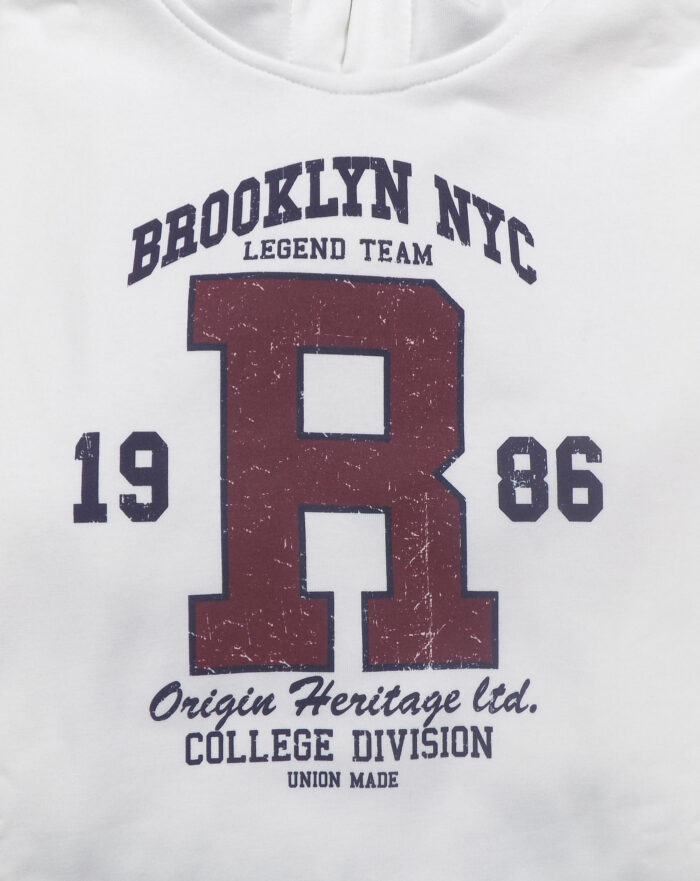 BROOKLYN NYC
LEGEND TEAM
R
19 86
Origin Heritage ltd.
COLLEGE DIVISION
UNION MADE